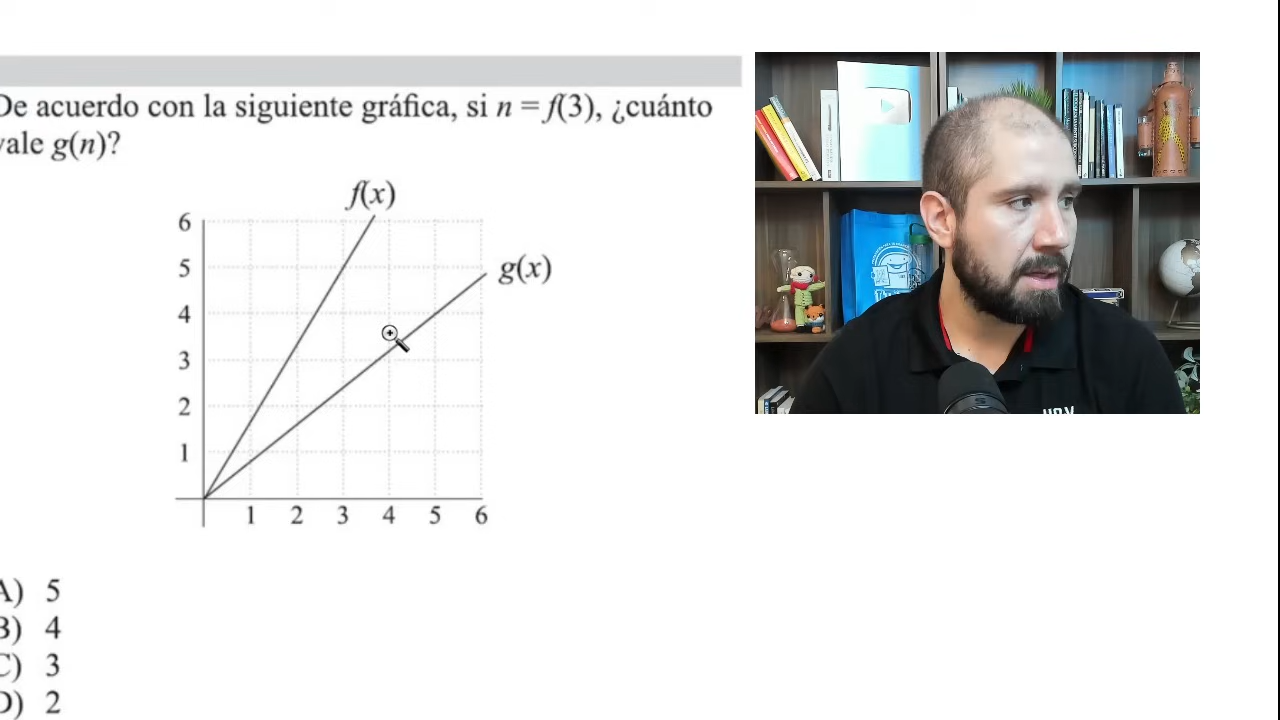 De acuerdo con la siguiente gráfica, si n = f(3), ¿cuánto
vale g(n)?
f(x)
6
5
g(x)
4
3
2
1
1 2 3 4 5 6
A) 5
B) 4
C) 3
D) 2